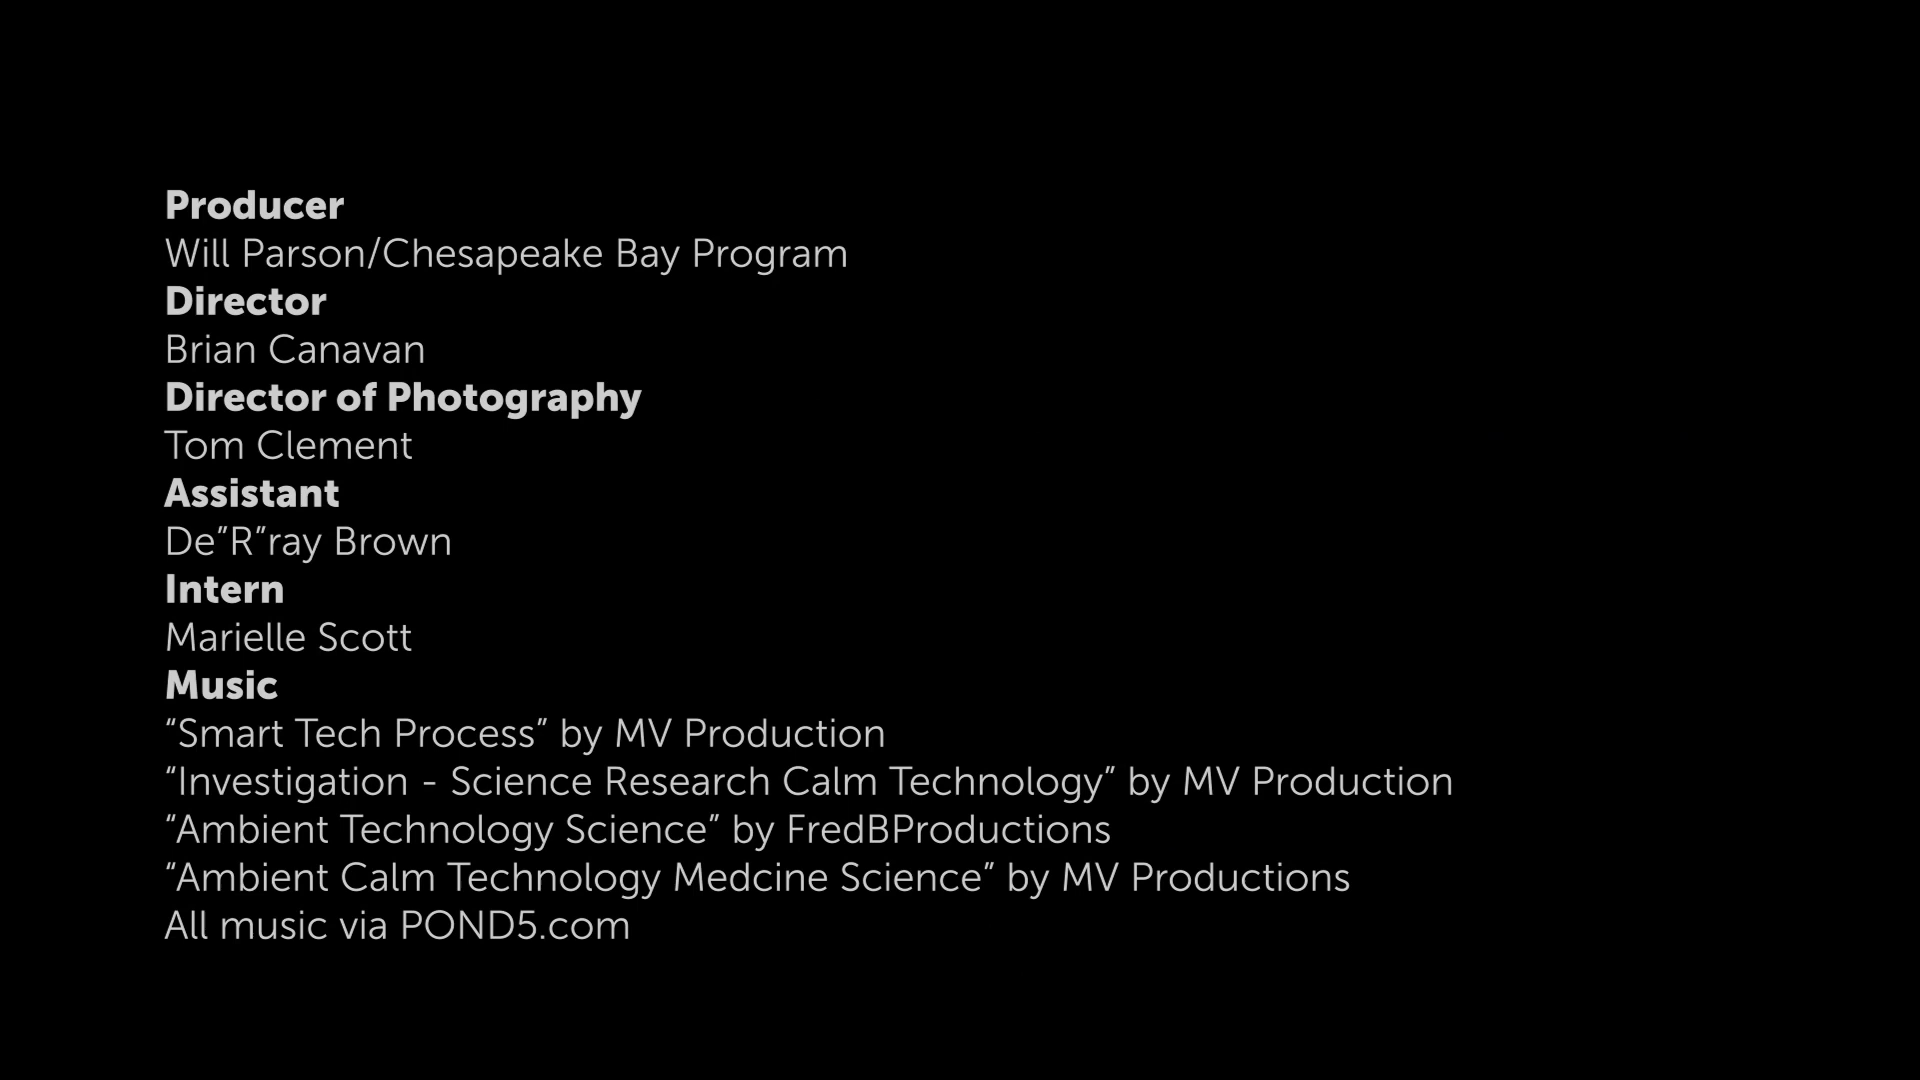 Producer
Will Parson/Chesapeake Bay Program
Director
Brian Canavan
Director of Photography
Tom Clement
Assistant
De”R”ray Brown
Intern
Marielle Scott
Music
“Smart Tech Process” by MV Production
“Investigation - Science Research Calm Technology” by MV Production
“Ambient Technology Science” by FredBProductions
“Ambient Calm Technology Medcine Science” by MV Productions
All music via POND5.com